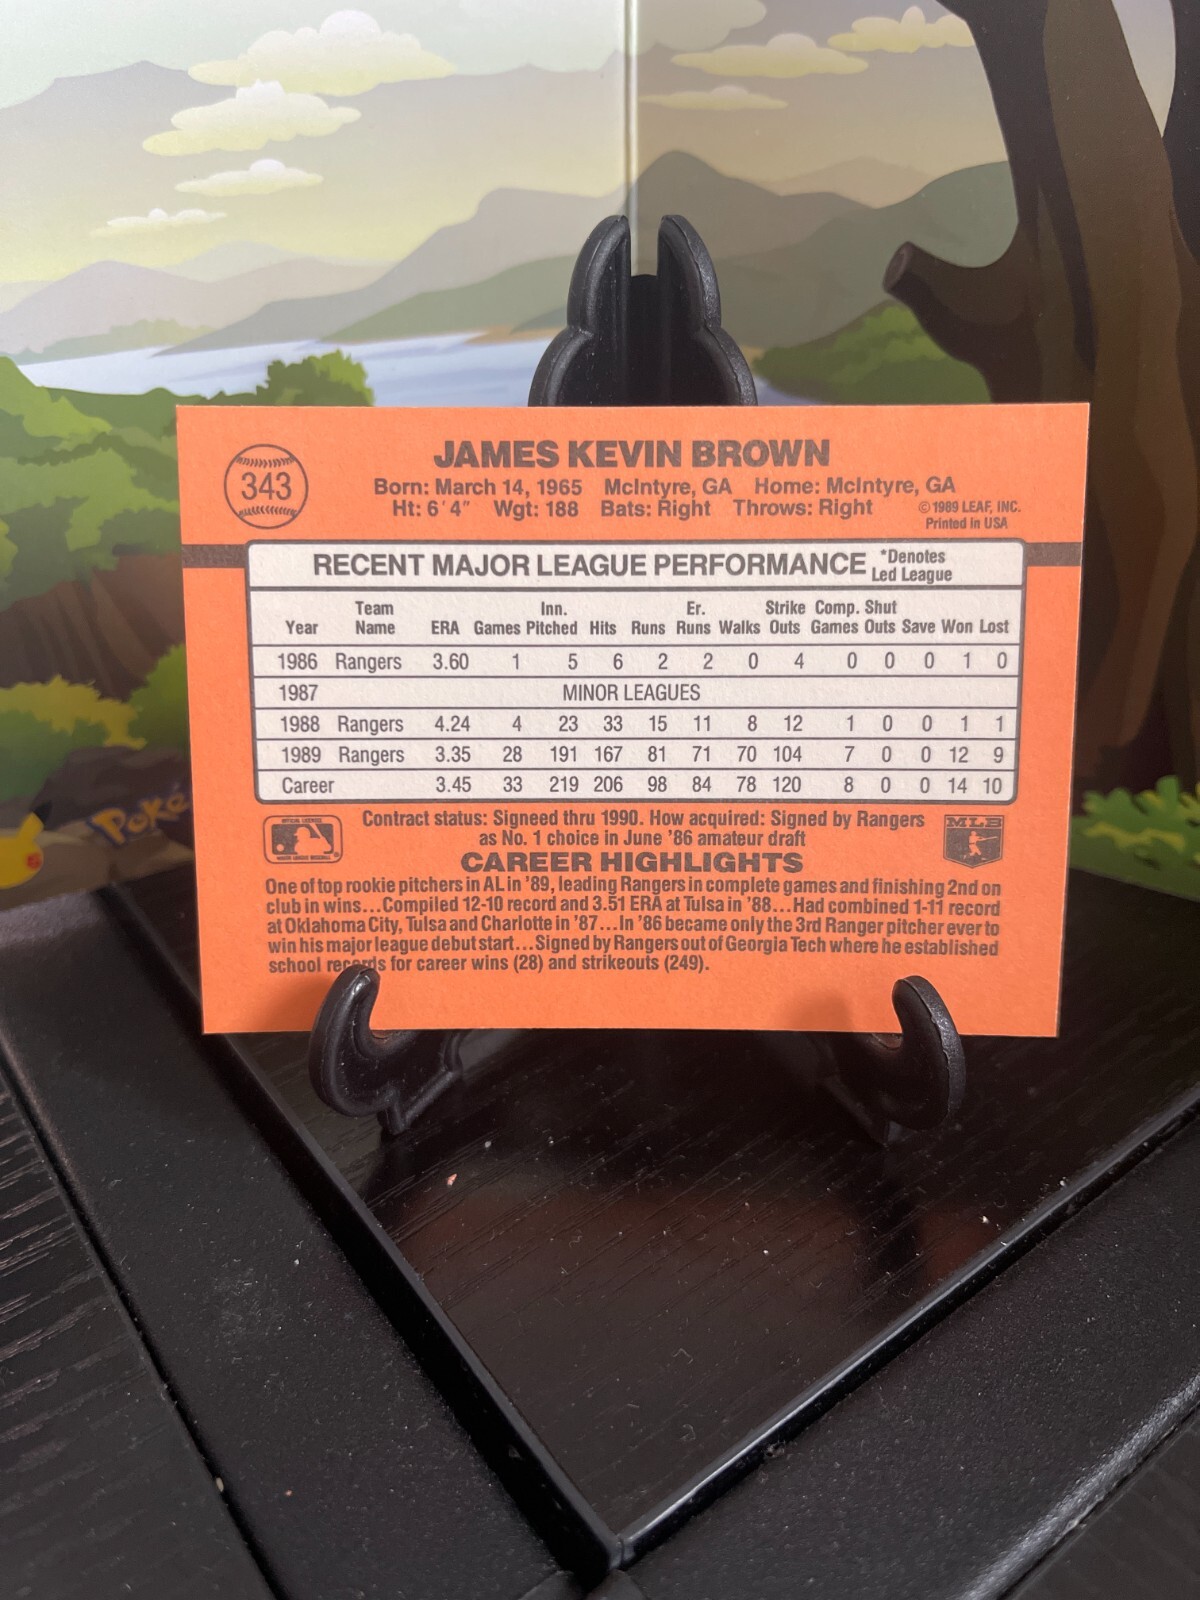 343
JAMES KEVIN BROWN
Born: March 14, 1965 McIntyre, GA Home: McIntyre, GA
Ht: 6'4" Wgt: 188 Bats: Right Throws: Right
©1989 LEAF, INC.
Printed in USA
RECENT MAJOR LEAGUE PERFORMANCE *Denotes Led League
Year Team Name ERA Games Inn. Pitched Hits Runs Er. Runs Walks Strike Outs Comp. Games Shut Outs Save Won Lost
1986 Rangers 3.60 1 5 6 2 2 0 4 0 0 0 1 0
1987 MINOR LEAGUES
1988 Rangers 4.24 4 23 33 15 11 8 12 1 0 0 1 1
1989 Rangers 3.35 28 191 167 81 71 70 104 7 0 0 12 9
Career 3.45 33 219 206 98 84 78 120 8 0 0 14 10
Contract status: Signed thru 1990. How acquired: Signed by Rangers
as No. 1 choice in June '86 amateur draft
MLB
CAREER HIGHLIGHTS
One of top rookie pitchers in AL in '89, leading Rangers in complete games and finishing 2nd on
club in wins...Compiled 12-10 record and 3.51 ERA at Tulsa in '88...Had combined 1-11 record
at Oklahoma City, Tulsa and Charlotte in '87...In '86 became only the 3rd Ranger pitcher ever to
win his major league debut start...Signed by Rangers out of Georgia Tech where he established
school records for career wins (28) and strikeouts (249).
Poké